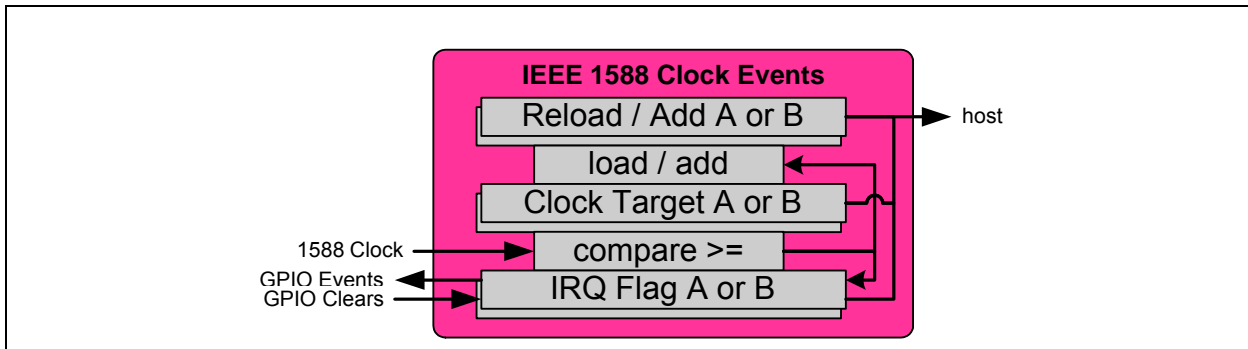 IEEE 1588 Clock Events
Reload / Add A or B
host
load / add
Clock Target A or B
1588 Clock
compare >=
GPIO Events
IRQ Flag A or B
GPIO Clears